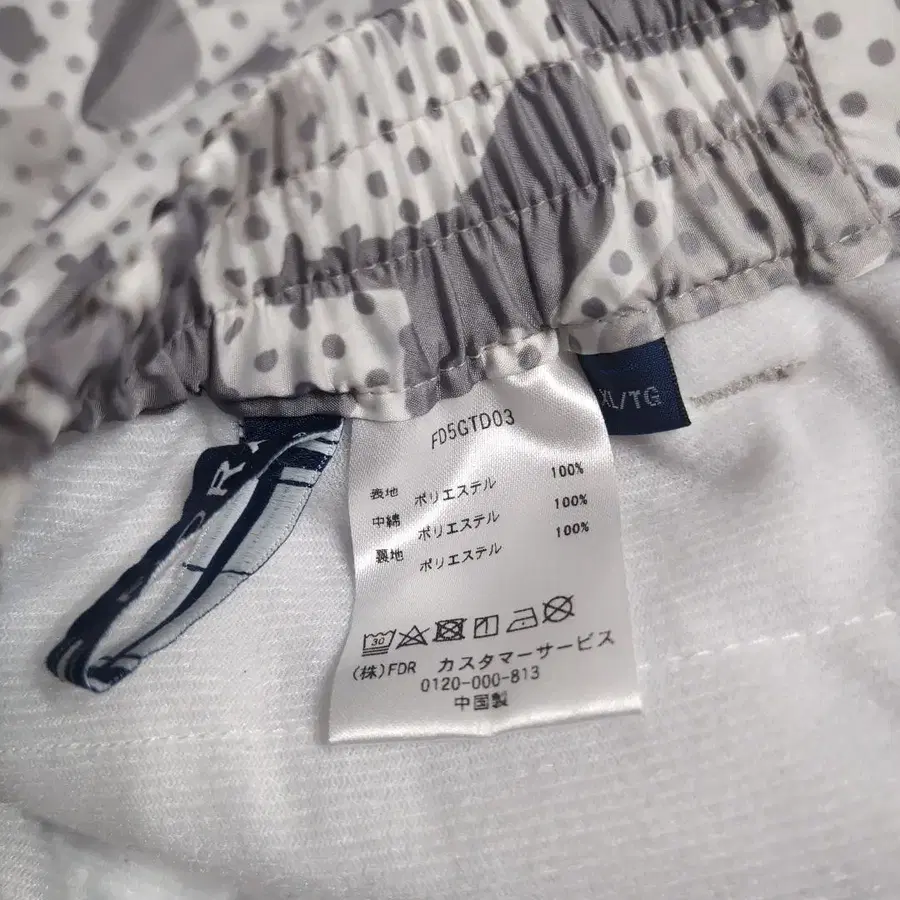 XL/TG
FD5GTD03
表地 ポリエステル 100%
中綿 ポリエステル 100%
裏地 ポリエステル 100%
30
(株)FDR カスタマーサービス
0120-000-813
中国製